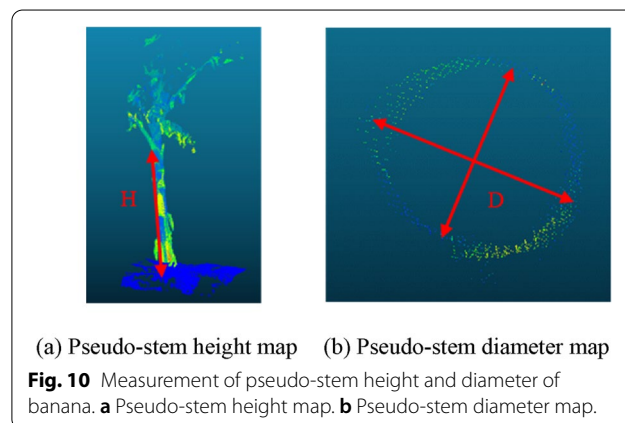 H
D
(a) Pseudo-stem height map (b) Pseudo-stem diameter map
Fig. 10 Measurement of pseudo-stem height and diameter of
banana. a Pseudo-stem height map. b Pseudo-stem diameter map.